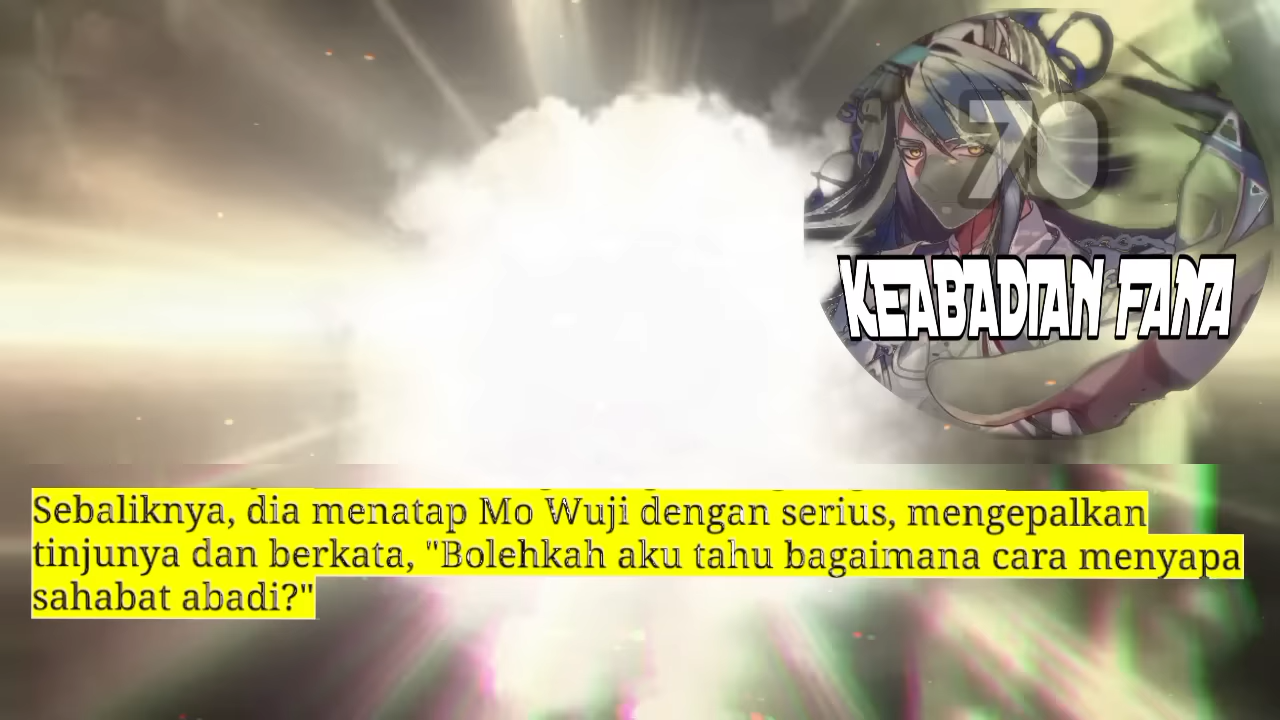 70
KEABADIAN FANA
Sebaliknya, dia menatap Mo Wuji dengan serius, mengepalkan
tinjunya dan berkata, "Bolehkah aku tahu bagaimana cara menyapa
sahabat abadi?"